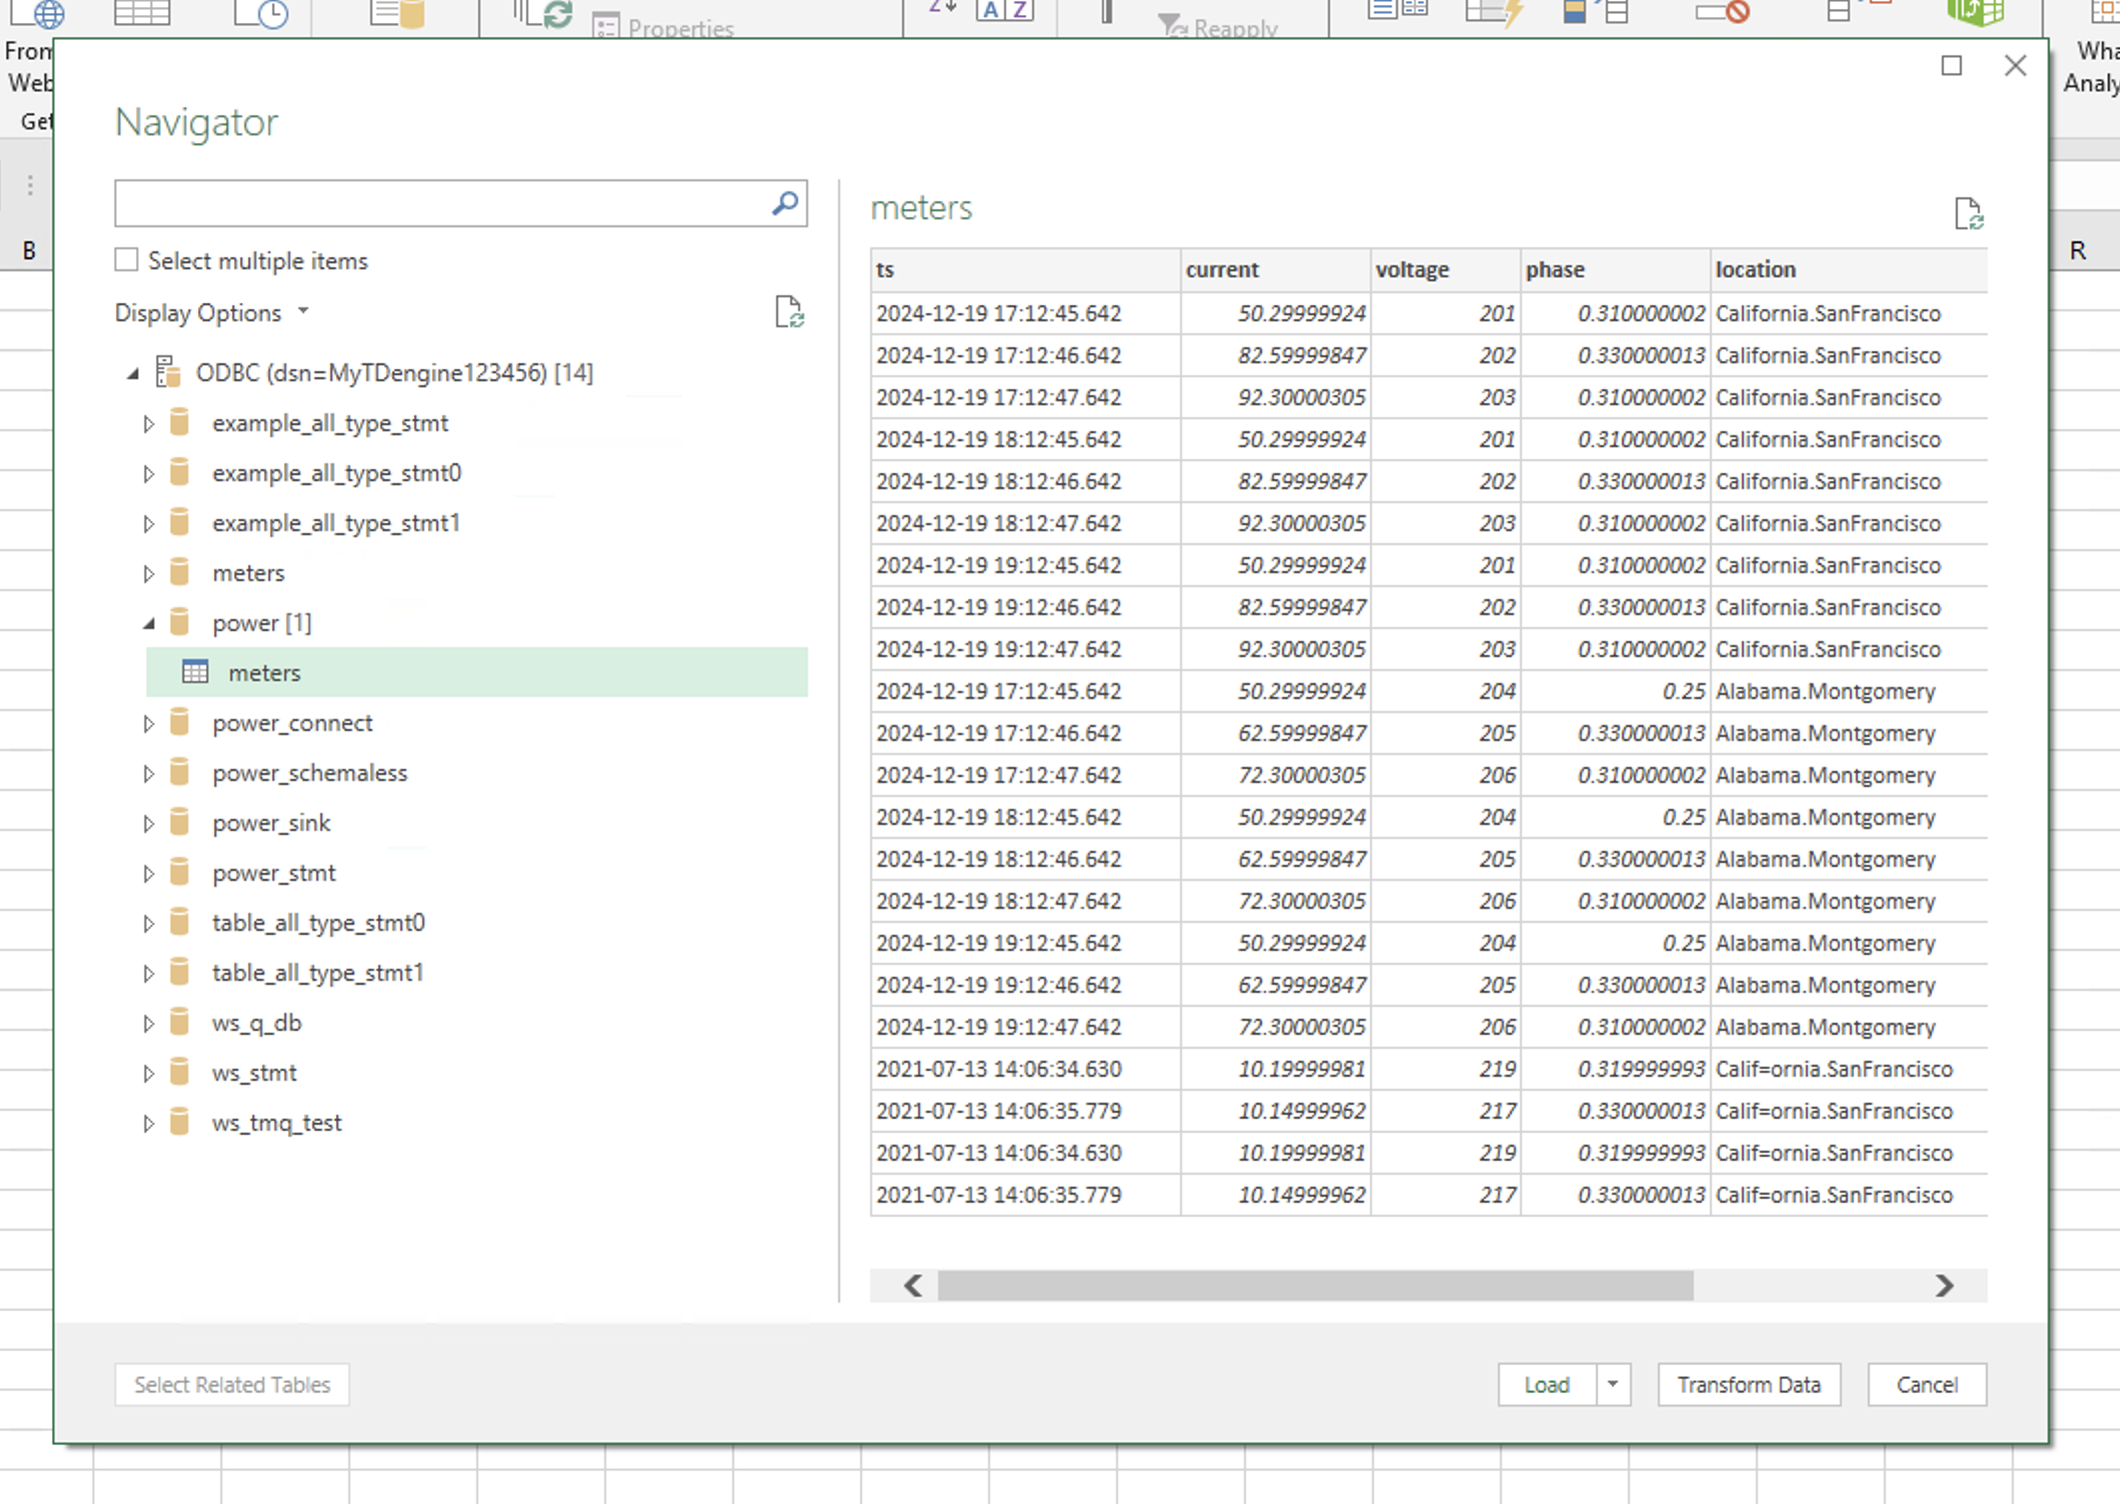 Properties
A Z
Reapply
From
Web
Get
B
R
Navigator
Select multiple items
Display Options
ODBC (dsn=MyTDengine123456) [14]
example_all_type_stmt
example_all_type_stmt0
example_all_type_stmt1
meters
power [1]
meters
power_connect
power_schemaless
power_sink
power_stmt
table_all_type_stmt0
table_all_type_stmt1
ws_q_db
ws_stmt
ws_tmq_test
meters
ts current voltage phase location
2024-12-19 17:12:45.642 50.29999924 201 0.310000002 California.SanFrancisco
2024-12-19 17:12:46.642 82.59999847 202 0.330000013 California.SanFrancisco
2024-12-19 17:12:47.642 92.30000305 203 0.310000002 California.SanFrancisco
2024-12-19 18:12:45.642 50.29999924 201 0.310000002 California.SanFrancisco
2024-12-19 18:12:46.642 82.59999847 202 0.330000013 California.SanFrancisco
2024-12-19 18:12:47.642 92.30000305 203 0.310000002 California.SanFrancisco
2024-12-19 19:12:45.642 50.29999924 201 0.310000002 California.SanFrancisco
2024-12-19 19:12:46.642 82.59999847 202 0.330000013 California.SanFrancisco
2024-12-19 19:12:47.642 92.30000305 203 0.310000002 California.SanFrancisco
2024-12-19 17:12:45.642 50.29999924 204 0.25 Alabama.Montgomery
2024-12-19 17:12:46.642 62.59999847 205 0.330000013 Alabama.Montgomery
2024-12-19 17:12:47.642 72.30000305 206 0.310000002 Alabama.Montgomery
2024-12-19 18:12:45.642 50.29999924 204 0.25 Alabama.Montgomery
2024-12-19 18:12:46.642 62.59999847 205 0.330000013 Alabama.Montgomery
2024-12-19 18:12:47.642 72.30000305 206 0.310000002 Alabama.Montgomery
2024-12-19 19:12:45.642 50.29999924 204 0.25 Alabama.Montgomery
2024-12-19 19:12:46.642 62.59999847 205 0.330000013 Alabama.Montgomery
2024-12-19 19:12:47.642 72.30000305 206 0.310000002 Alabama.Montgomery
2021-07-13 14:06:34.630 10.19999981 219 0.319999993 Calif=ornia.SanFrancisco
2021-07-13 14:06:35.779 10.14999962 217 0.330000013 Calif=ornia.SanFrancisco
2021-07-13 14:06:34.630 10.19999981 219 0.319999993 Calif=ornia.SanFrancisco
2021-07-13 14:06:35.779 10.14999962 217 0.330000013 Calif=ornia.SanFrancisco
Select Related Tables
Load
Transform Data
Cancel